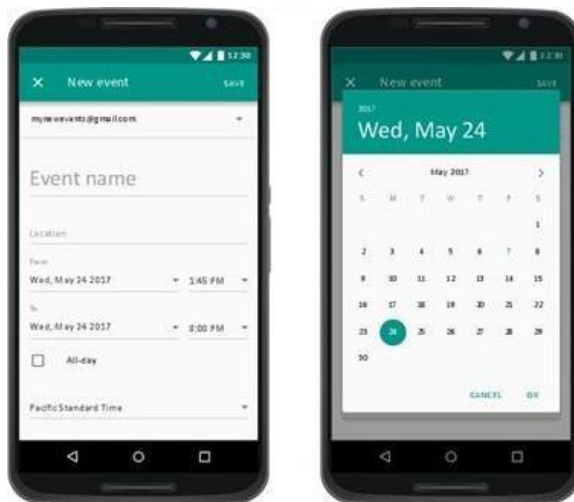 12:30
New event
SAVE
mynewevents@gmail.com
Event name
Location
From
Wed, May 24 2017 1:45 PM
To
Wed, May 24 2017 8:00 PM
All-day
Pacific Standard Time
12:30
New event
SAVE
2017
Wed, May 24
May 2017
S M T W T F S
1
2 3 4 5 6 7 8
9 10 11 12 13 14 15
16 17 18 19 20 21 22
23 24 25 26 27 28 29
30
CANCEL OK